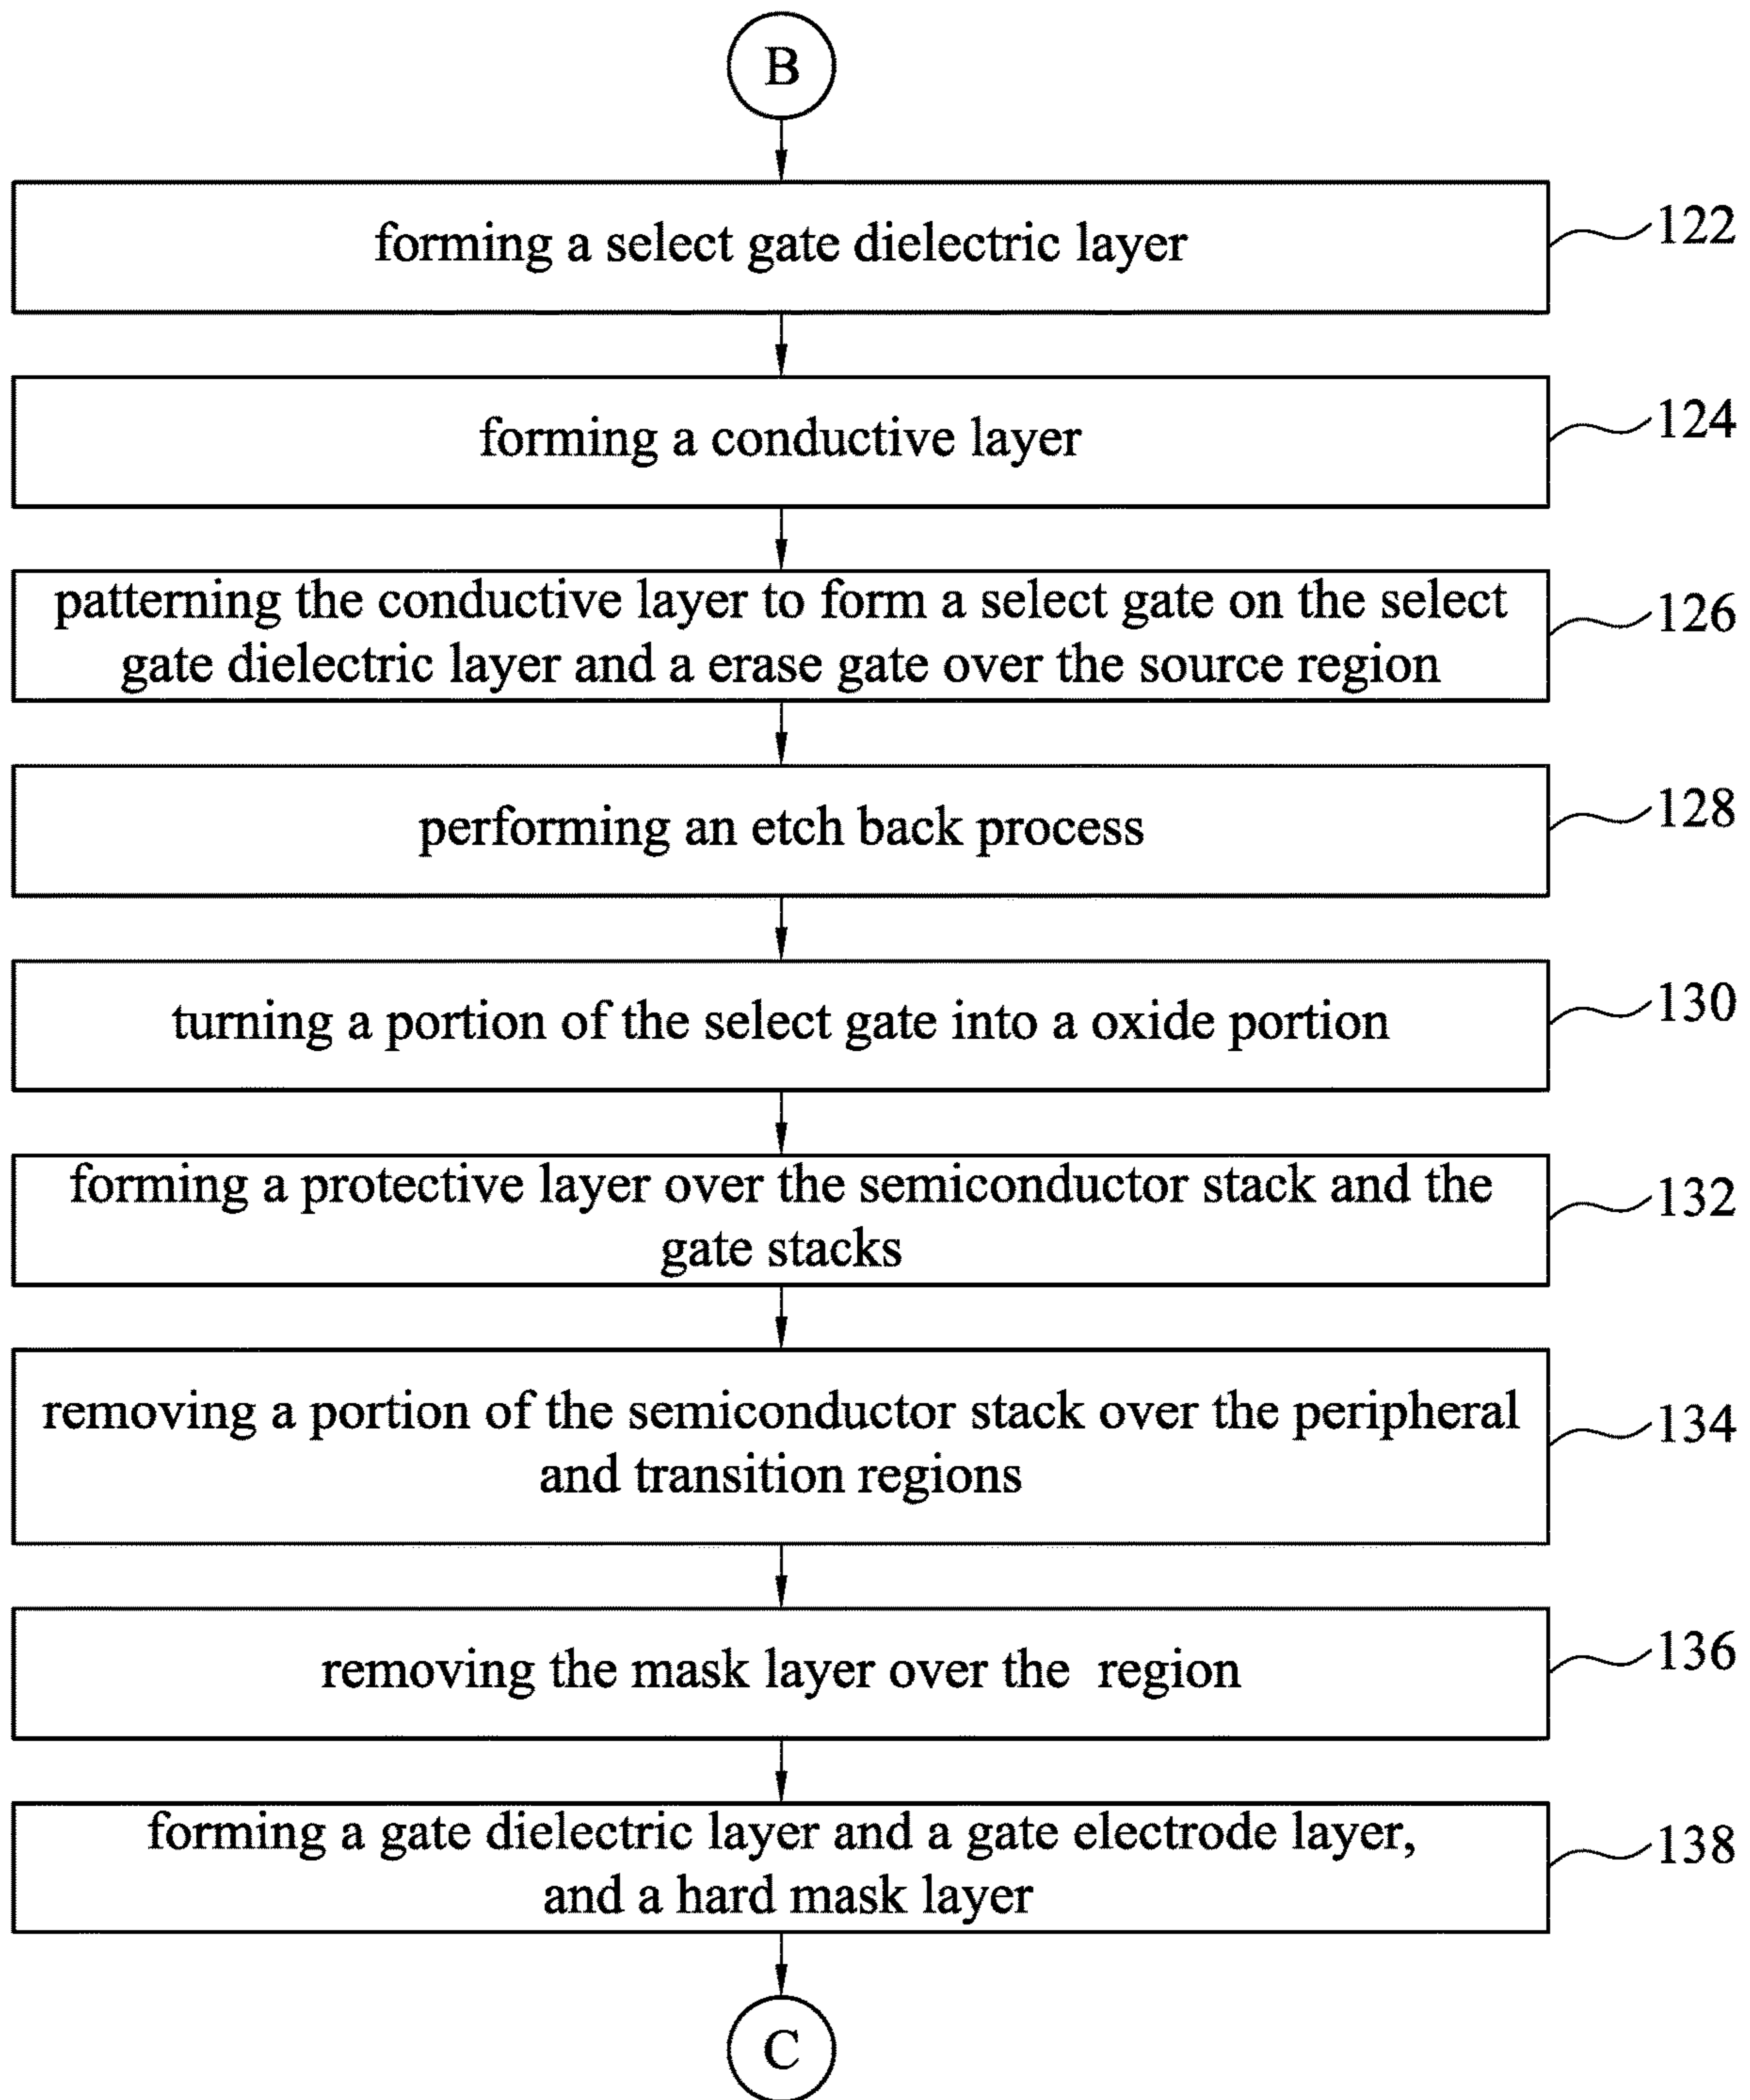 B
forming a select gate dielectric layer
122
forming a conductive layer
124
patterning the conductive layer to form a select gate on the select
gate dielectric layer and a erase gate over the source region
126
performing an etch back process
128
turning a portion of the select gate into a oxide portion
130
forming a protective layer over the semiconductor stack and the
gate stacks
132
removing a portion of the semiconductor stack over the peripheral
and transition regions
134
removing the mask layer over the  region
136
forming a gate dielectric layer and a gate electrode layer,
and a hard mask layer
138
C